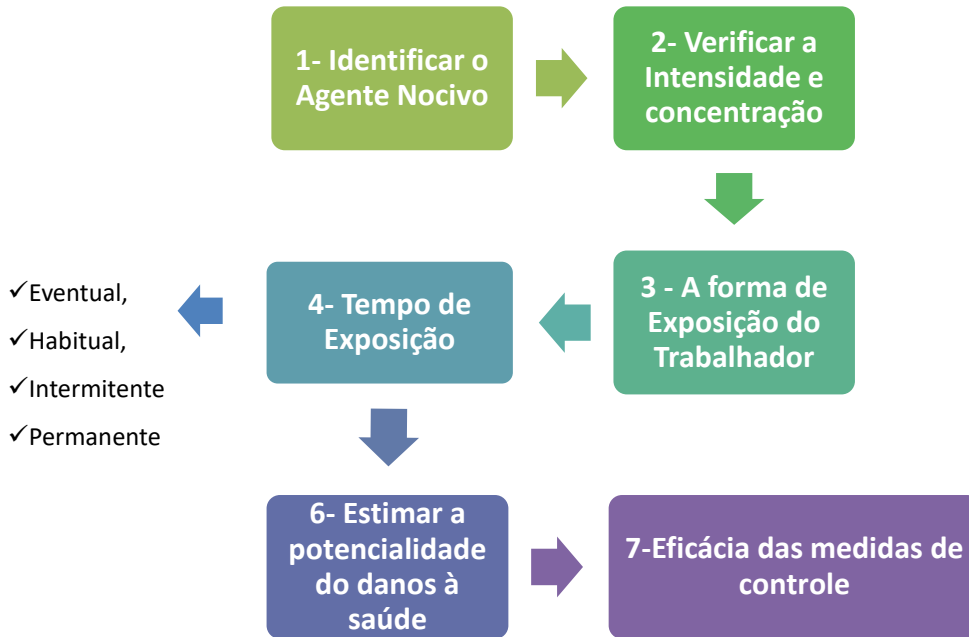 1- Identificar o
Agente Nocivo
2- Verificar a
Intensidade e
concentração
3 - A forma de
Exposição do
Trabalhador
4- Tempo de
Exposição
✓Eventual,
✓Habitual,
✓Intermitente
✓Permanente
6- Estimar a
potencialidade
do danos à
saúde
7-Eficácia das medidas de
controle